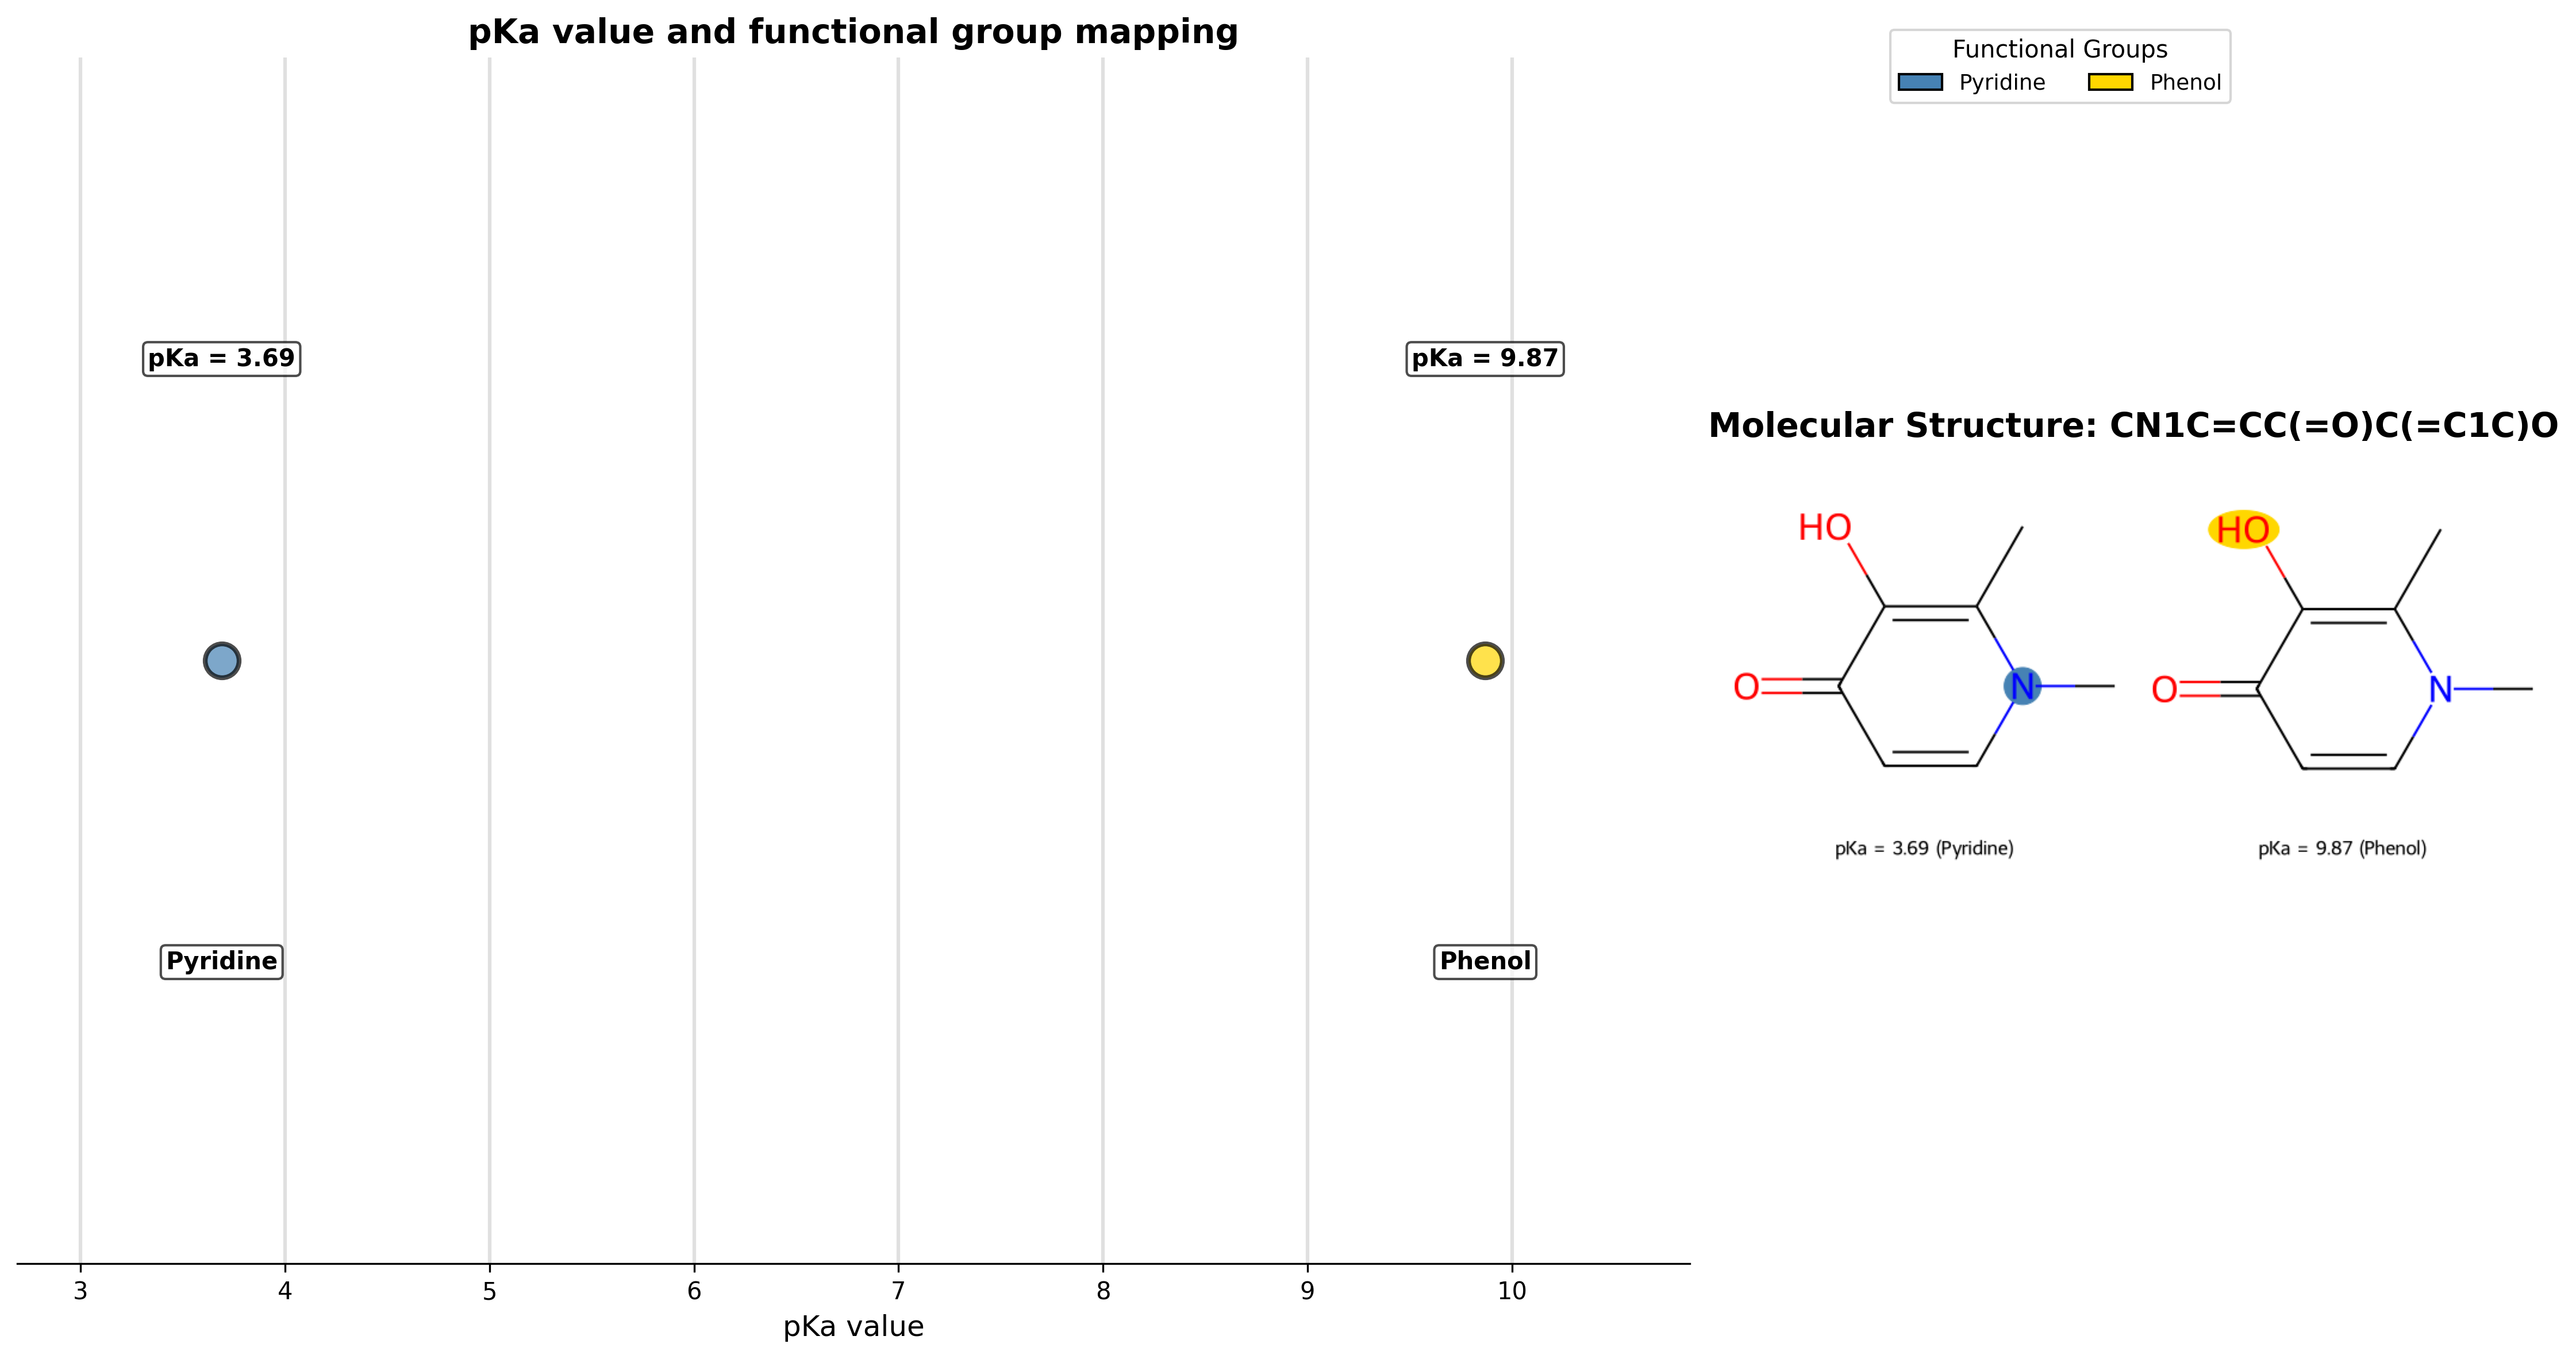 pKa value and functional group mapping
Functional Groups
Pyridine Phenol
pKa = 3.69
pKa = 9.87
Pyridine
Phenol
3 4 5 6 7 8 9 10
pKa value
Molecular Structure: CN1C=CC(=O)C(=C1C)O
HO
O
N
HO
O
N
pKa = 3.69 (Pyridine)
pKa = 9.87 (Phenol)